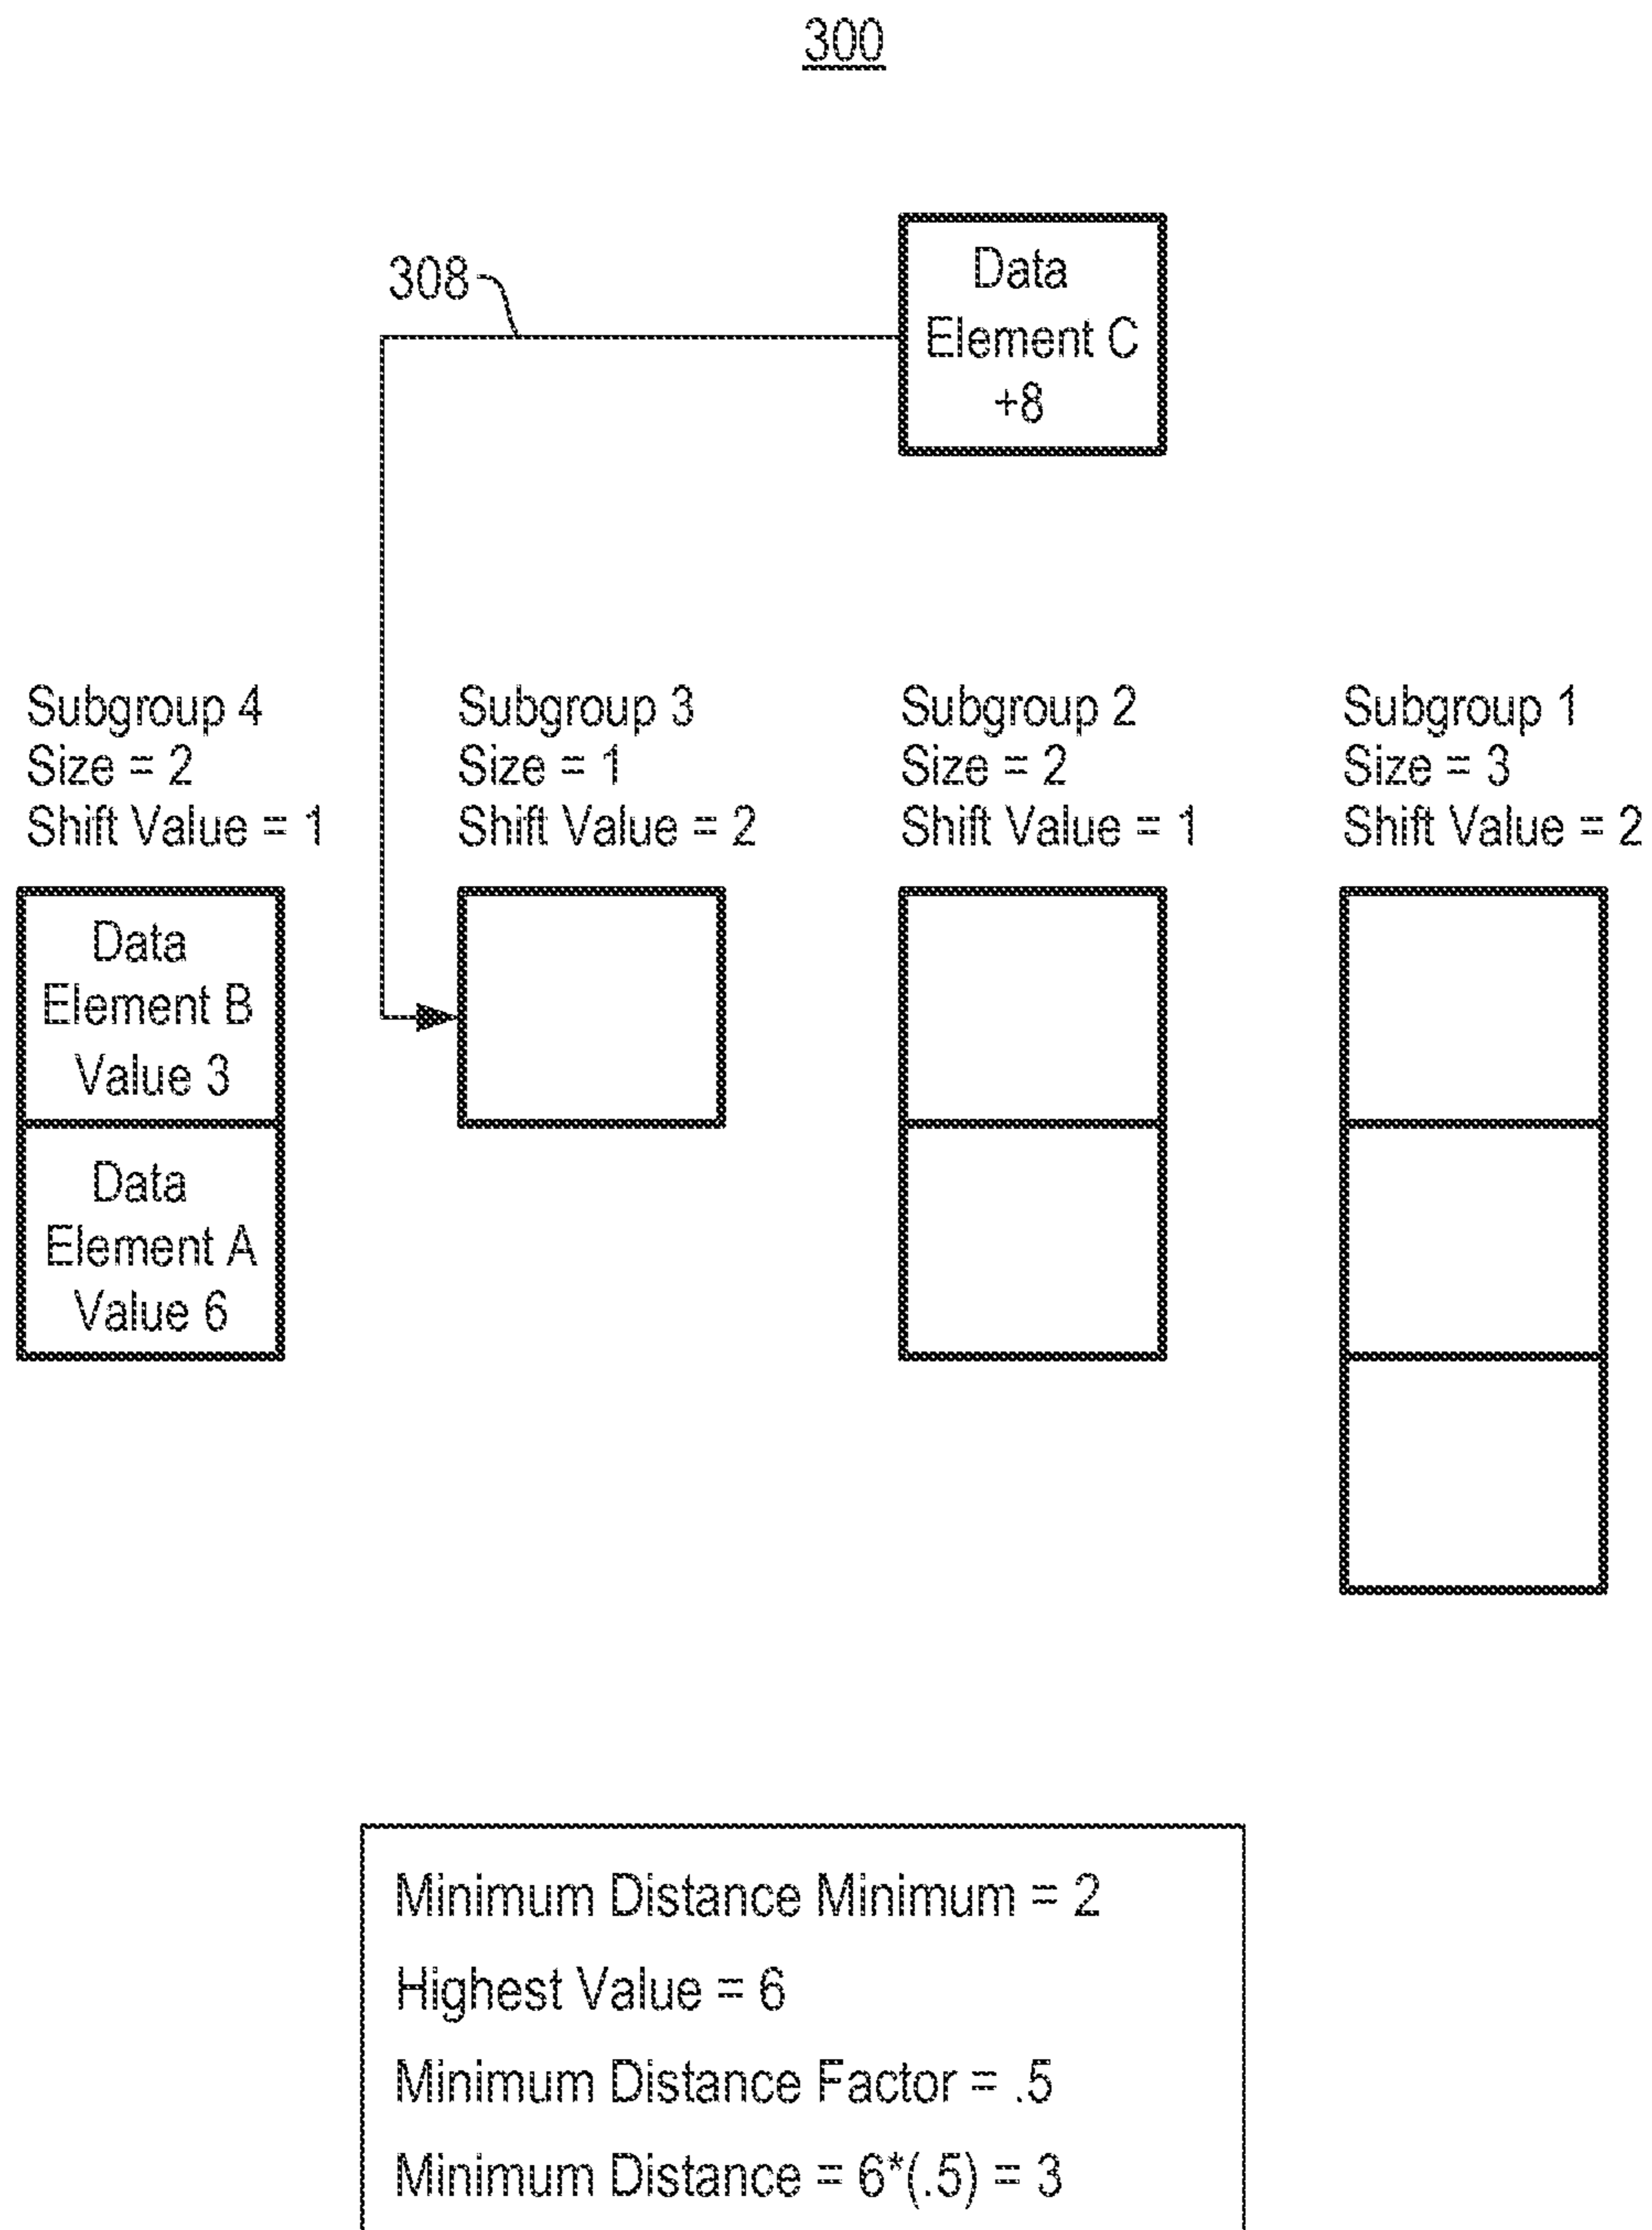 300
308
Data
Element C
+8
Subgroup 4
Size = 2
Shift Value = 1
Subgroup 3
Size = 1
Shift Value = 2
Subgroup 2
Size = 2
Shift Value = 1
Subgroup 1
Size = 3
Shift Value = 2
Data
Element B
Value 3
Data
Element A
Value 6
Minimum Distance Minimum = 2
Highest Value = 6
Minimum Distance Factor = .5
Minimum Distance = 6*(.5) = 3